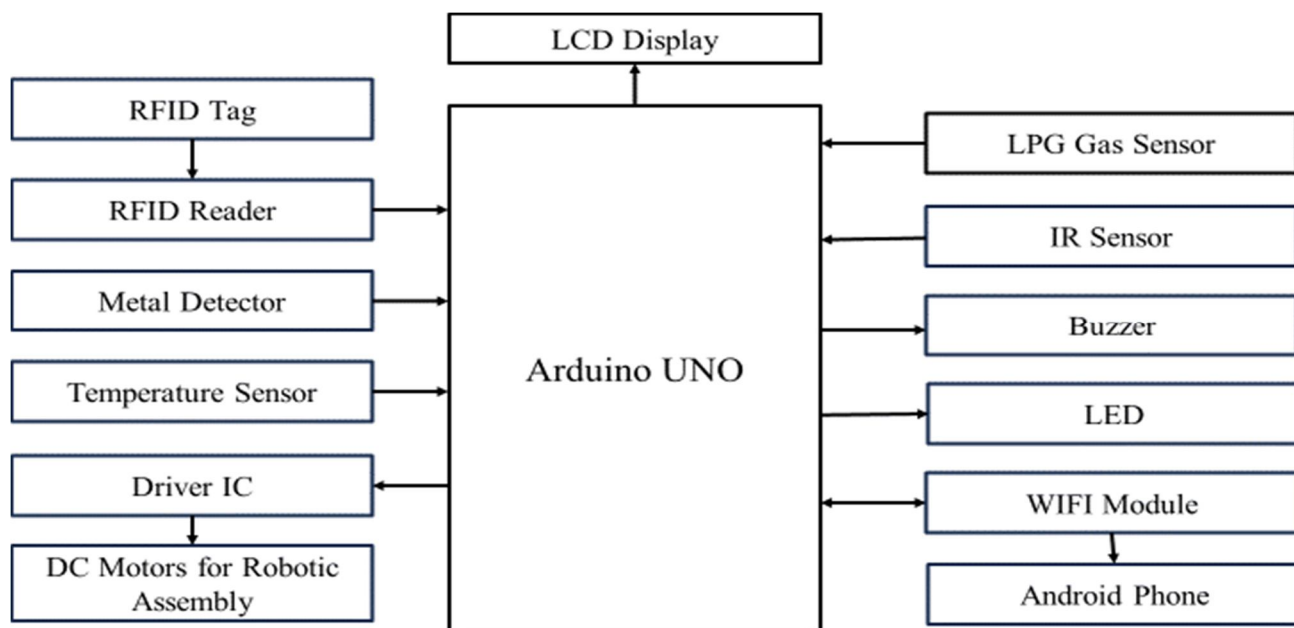 LCD Display
RFID Tag
RFID Reader
Metal Detector
Temperature Sensor
Driver IC
DC Motors for Robotic
Assembly
Arduino UNO
LPG Gas Sensor
IR Sensor
Buzzer
LED
WIFI Module
Android Phone